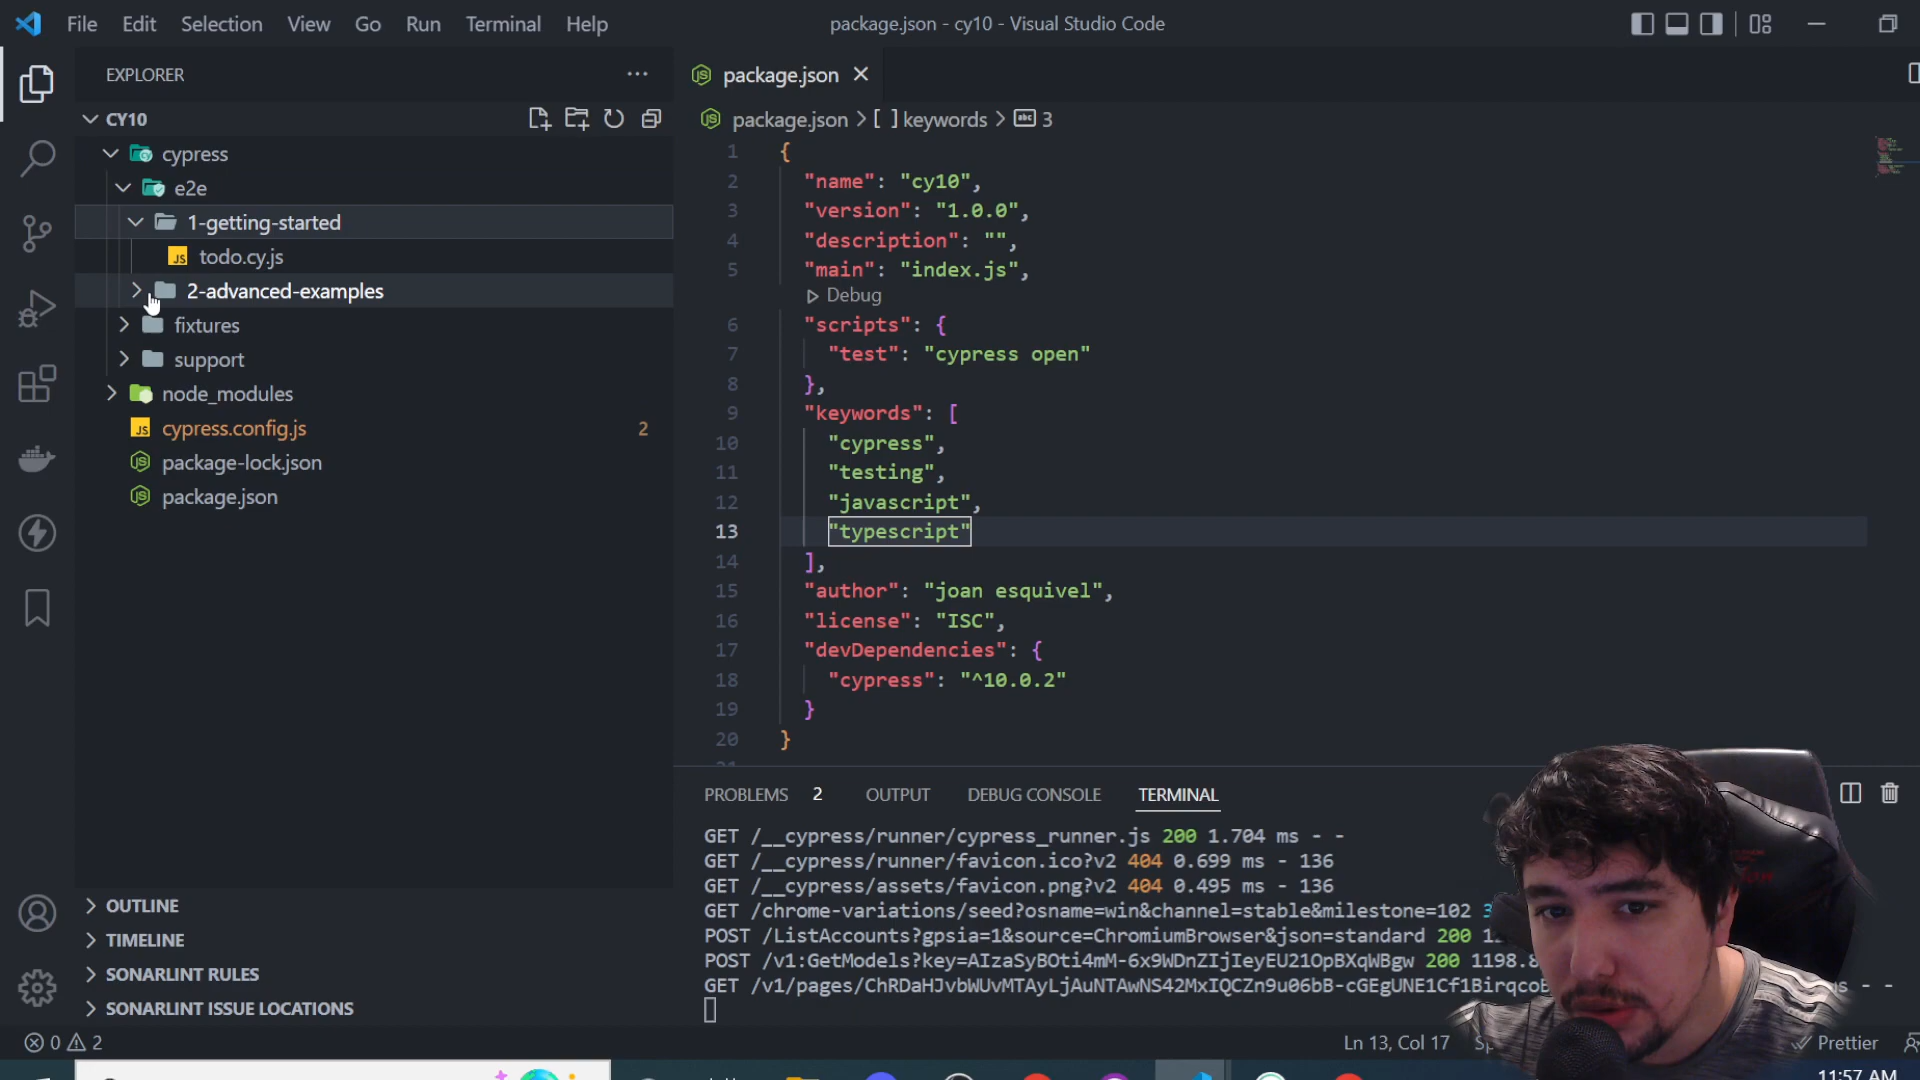 File Edit Selection View Go Run Terminal Help
package.json - cy10 - Visual Studio Code
EXPLORER
CY10
cypress
e2e
1-getting-started
todo.cy.js
2-advanced-examples
fixtures
support
node_modules
cypress.config.js 2
package-lock.json
package.json
OUTLINE
TIMELINE
SONARLINT RULES
SONARLINT ISSUE LOCATIONS
package.json
package.json > [ ] keywords > abc 3
1 {
2 "name": "cy10",
3 "version": "1.0.0",
4 "description": "",
5 "main": "index.js",
Debug
6 "scripts": {
7 "test": "cypress open"
8 },
9 "keywords": [
10 "cypress",
11 "testing",
12 "javascript",
13 "typescript"
14 ],
15 "author": "joan esquivel",
16 "license": "ISC",
17 "devDependencies": {
18 "cypress": "^10.0.2"
19 }
20 }
PROBLEMS 2 OUTPUT DEBUG CONSOLE TERMINAL
GET /__cypress/runner/cypress_runner.js 200 1.704 ms - -
GET /__cypress/runner/favicon.ico?v2 404 0.699 ms - 136
GET /__cypress/assets/favicon.png?v2 404 0.495 ms - 136
GET /chrome-variations/seed?osname=win&channel=stable&milestone=102
POST /ListAccounts?gpsia=1&source=ChromiumBrowser&json=standard 200
POST /v1:GetModels?key=AIzaSyBOti4mM-6x9WDnZIjIeyEU21OpBXqWBgw 200 1198.8
GET
0 2
Ln 13, Col 17
Prettier
11:57 AM